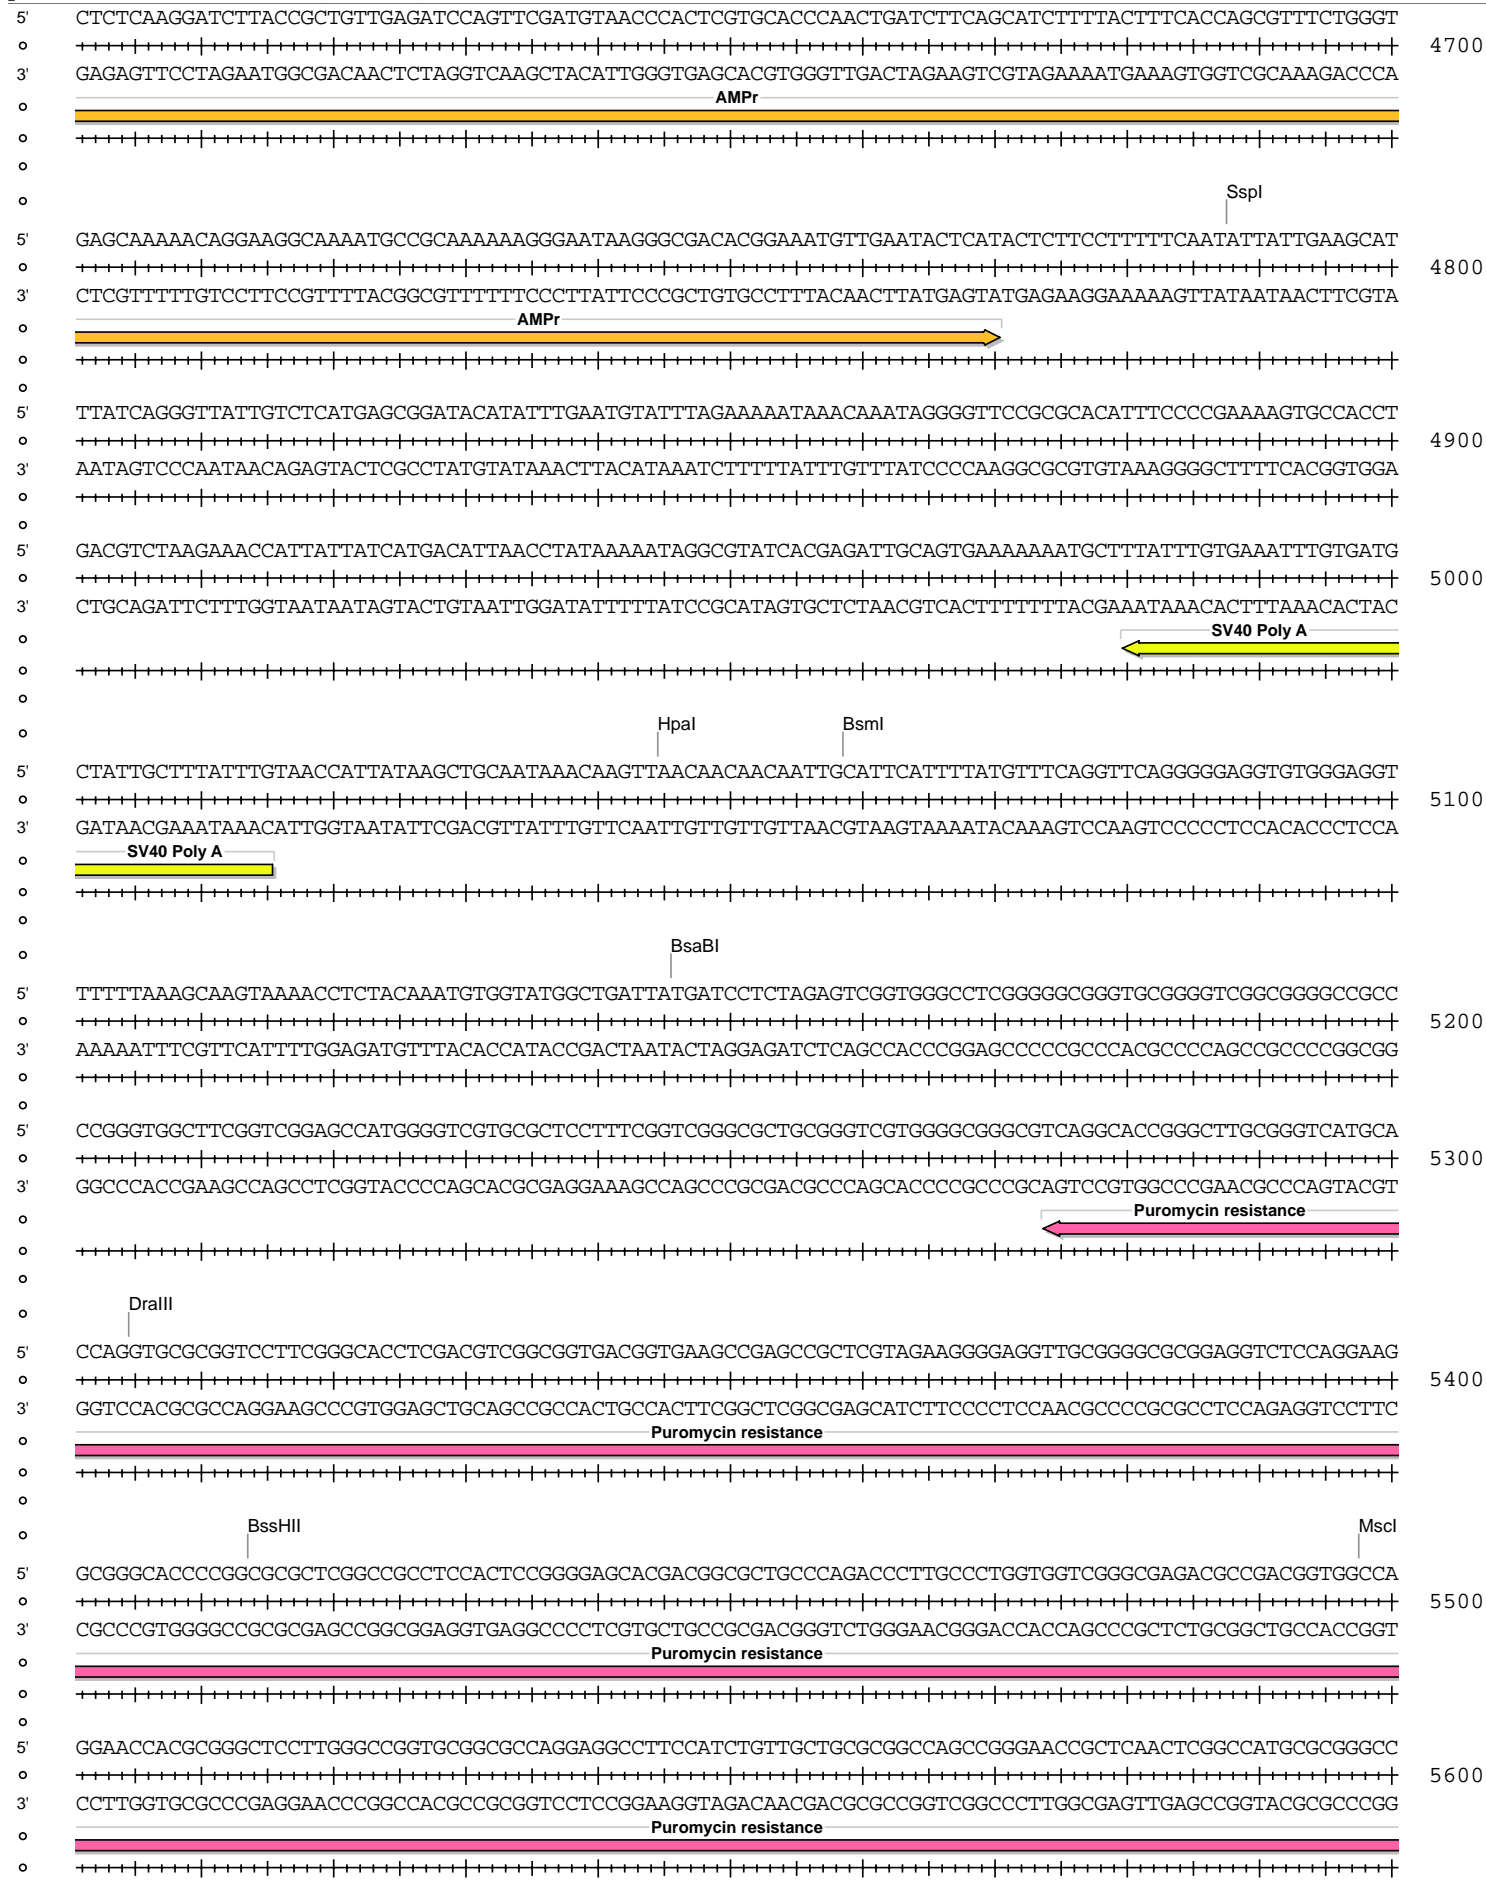 5' CTCTCAAGGATCTTACCGCTGTTGAGATCCAGTTCGATGTAACCCACTCGTGCACCCAACTGATCTTCAGCATCTTTTACTTTCACCAGCGTTTCTGGGT
4700
3' GAGAGTTCCTAGAATGGCGACAACTCTAGGTCAAGCTACATTGGGTGAGCACGTGGGTTGACTAGAAGTCGTAGAAAATGAAAGTGGTCGCAAAGACCCA
AMPr
SspI
5' GAGCAAAAACAGGAAGGCAAAATGCCGCAAAAAAGGGAATAAGGGCGACACGGAAATGTTGAATACTCATACTCTTCCTTTTTCAATATTATTGAAGCAT
4800
3' CTCGTTTTTGTCCTTCCGTTTTACGGCGTTTTTTCCCTTATTCCCGCTGTGCCTTTACAACTTATGAGTATGAGAAGGAAAAAGTTATAATAACTTCGTA
AMPr
5' TTATCAGGGTTATTGTCTCATGAGCGGATACATATTTGAATGTATTTAGAAAAATAAACAAATAGGGGTTCCGCGCACATTTCCCCGAAAAGTGCCACCT
4900
3' AATAGTCCCAATAACAGAGTACTCGCCTATGTATAAACTTACATAAATCTTTTTATTTGTTTATCCCCAAGGCGCGTGTAAAGGGGCTTTTCACGGTGGA
5' GACGTCTAAGAAACCATTATTATCATGACATTAACCTATAAAAATAGGCGTATCACGAGATTGCAGTGAAAAAAATGCTTTATTTGTGAAATTTGTGATG
5000
3' CTGCAGATTCTTTGGTAATAATAGTACTGTAATTGGATATTTTTATCCGCATAGTGCTCTAACGTCACTTTTTTTACGAAATAAACACTTTAAACACTAC
SV40 Poly A
HpaI BsmI
5' CTATTGCTTTATTTGTAACCATTATAAGCTGCAATAAACAAGTTAACAACAACAATTGCATTCATTTTATGTTTCAGGTTCAGGGGGAGGTGTGGGAGGT
5100
3' GATAACGAAATAAACATTGGTAATATTCGACGTTATTTGTTCAATTGTTGTTGTTAACGTAAGTAAAATACAAAGTCCAAGTCCCCCTCCACACCCTCCA
SV40 Poly A
BsaBI
5' TTTTTAAAGCAAGTAAAACCTCTACAAATGTGGTATGGCTGATTATGATCCTCTAGAGTCGGTGGGCCTCGGGGGCGGGTGCGGGGTCGGCGGGGCCGCC
5200
3' AAAAATTTCGTTCATTTTGGAGATGTTTACACCATACCGACTAATACTAGGAGATCTCAGCCACCCGGAGCCCCCGCCCACGCCCCAGCCGCCCCGGCGG
5' CCGGGTGGCTTCGGTCGGAGCCATGGGGTCGTGCGCTCCTTTCGGTCGGGCGCTGCGGGTCGTGGGGCGGGCGTCAGGCACCGGGCTTGCGGGTCATGCA
5300
3' GGCCCACCGAAGCCAGCCTCGGTACCCCAGCACGCGAGGAAAGCCAGCCCGCGACGCCCAGCACCCCGCCCGCAGTCCGTGGCCCGAACGCCCAGTACGT
Puromycin resistance
DraIII
5' CCAGGTGCGCGGTCCTTCGGGCACCTCGACGTCGGCGGTGACGGTGAAGCCGAGCCGCTCGTAGAAGGGGAGGTTGCGGGGCGCGGAGGTCTCCAGGAAG
5400
3' GGTCCACGCGCCAGGAAGCCCGTGGAGCTGCAGCCGCCACTGCCACTTCGGCTCGGCGAGCATCTTCCCCTCCAACGCCCCGCGCCTCCAGAGGTCCTTC
Puromycin resistance
BssHII MscI
5' GCGGGCACCCCGGCGCGCTCGGCCGCCTCCACTCCGGGGAGCACGACGGCGCTGCCCAGACCCTTGCCCTGGTGGTCGGGCGAGACGCCGACGGTGGCCA
5500
3' CGCCCGTGGGGCCGCGCGAGCCGGCGGAGGTGAGGCCCCTCGTGCTGCCGCGACGGGTCTGGGAACGGGACCACCAGCCCGCTCTGCGGCTGCCACCGGT
Puromycin resistance
5' GGAACCACGCGGGCTCCTTGGGCCGGTGCGGCGCCAGGAGGCCTTCCATCTGTTGCTGCGCGGCCAGCCGGGAACCGCTCAACTCGGCCATGCGCGGGCC
5600
3' CCTTGGTGCGCCCGAGGAACCCGGCCACGCCGCGGTCCTCCGGAAGGTAGACAACGACGCGCCGGTCGGCCCTTGGCGAGTTGAGCCGGTACGCGCCCGG
Puromycin resistance